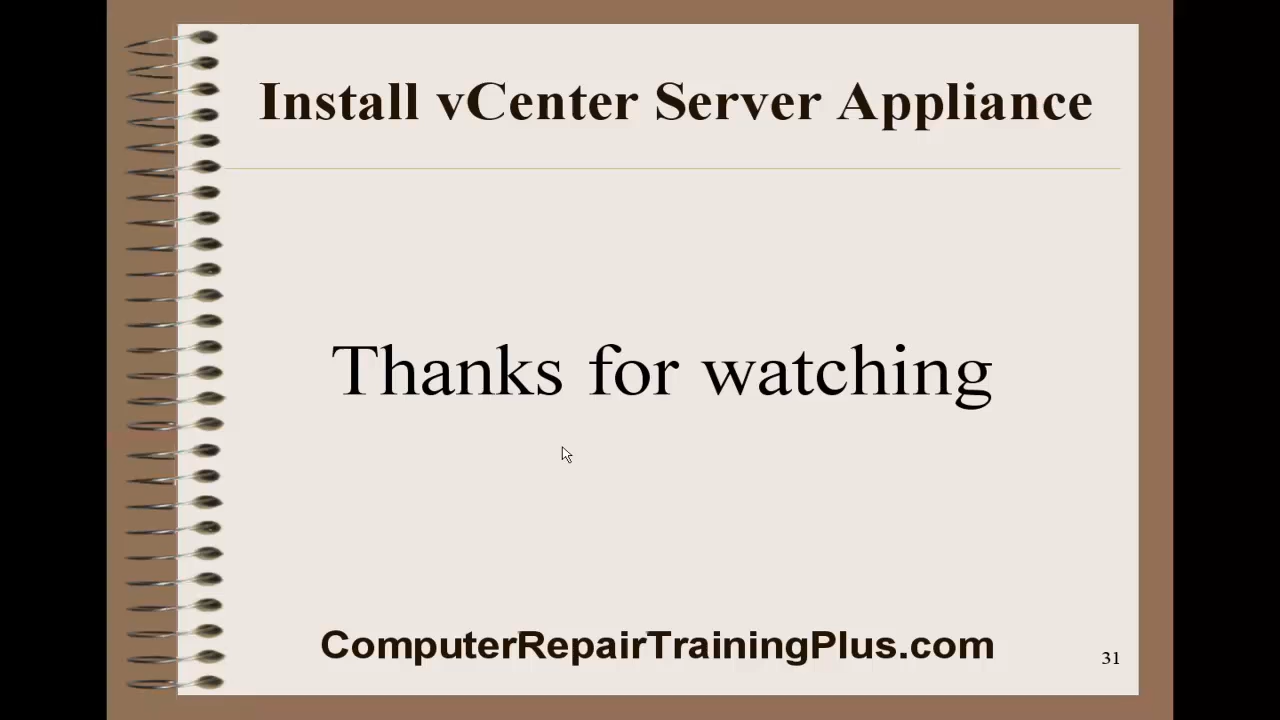 Install vCenter Server Appliance
Thanks for watching
ComputerRepairTrainingPlus.com
31